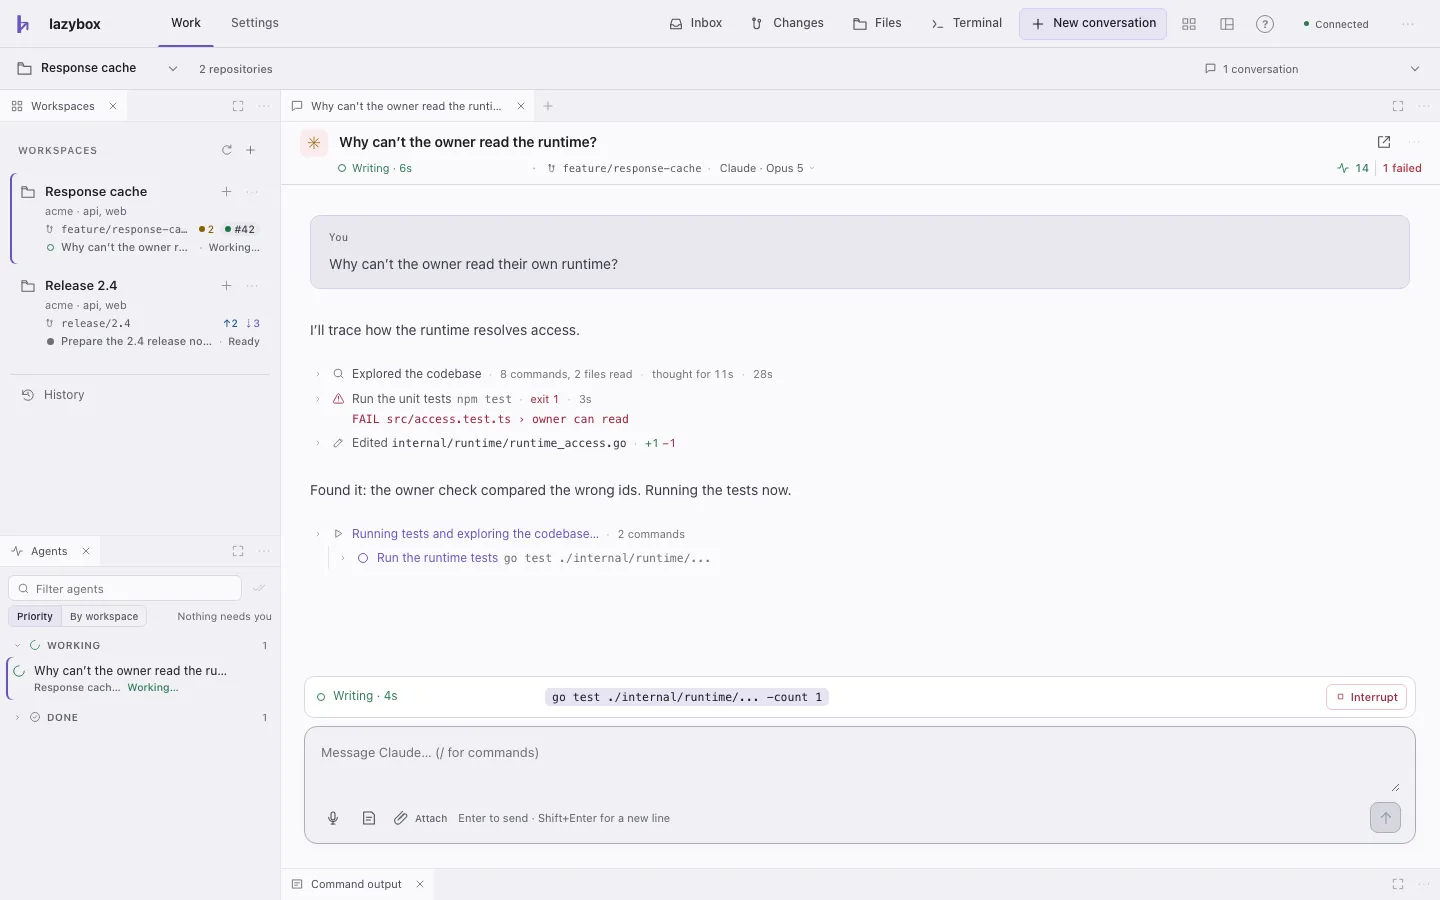 lazybox
Work
Settings
Inbox
Changes
Files
Terminal
New conversation
Connected
Response cache
2 repositories
1 conversation
Workspaces
WORKSPACES
Response cache
acme · api, web
feature/response-ca… 2 #42
Why can’t the owner r… · Working…
Release 2.4
acme · api, web
release/2.4 ↑2 ↓3
Prepare the 2.4 release no… · Ready
History
Agents
Filter agents
Priority
By workspace
Nothing needs you
WORKING 1
Why can’t the owner read the ru…
Response cach… Working…
DONE 1
Why can’t the owner read the runti…
Why can’t the owner read the runtime?
Writing · 6s · feature/response-cache · Claude · Opus 5
14
1 failed
You
Why can’t the owner read their own runtime?
I’ll trace how the runtime resolves access.
Explored the codebase · 8 commands, 2 files read · thought for 11s · 28s
Run the unit tests npm test · exit 1 · 3s
FAIL src/access.test.ts › owner can read
Edited internal/runtime/runtime_access.go · +1 −1
Found it: the owner check compared the wrong ids. Running the tests now.
Running tests and exploring the codebase… · 2 commands
Run the runtime tests go test ./internal/runtime/...
Writing · 4s
go test ./internal/runtime/... -count 1
Interrupt
Message Claude… (/ for commands)
Attach
Enter to send · Shift+Enter for a new line
Command output